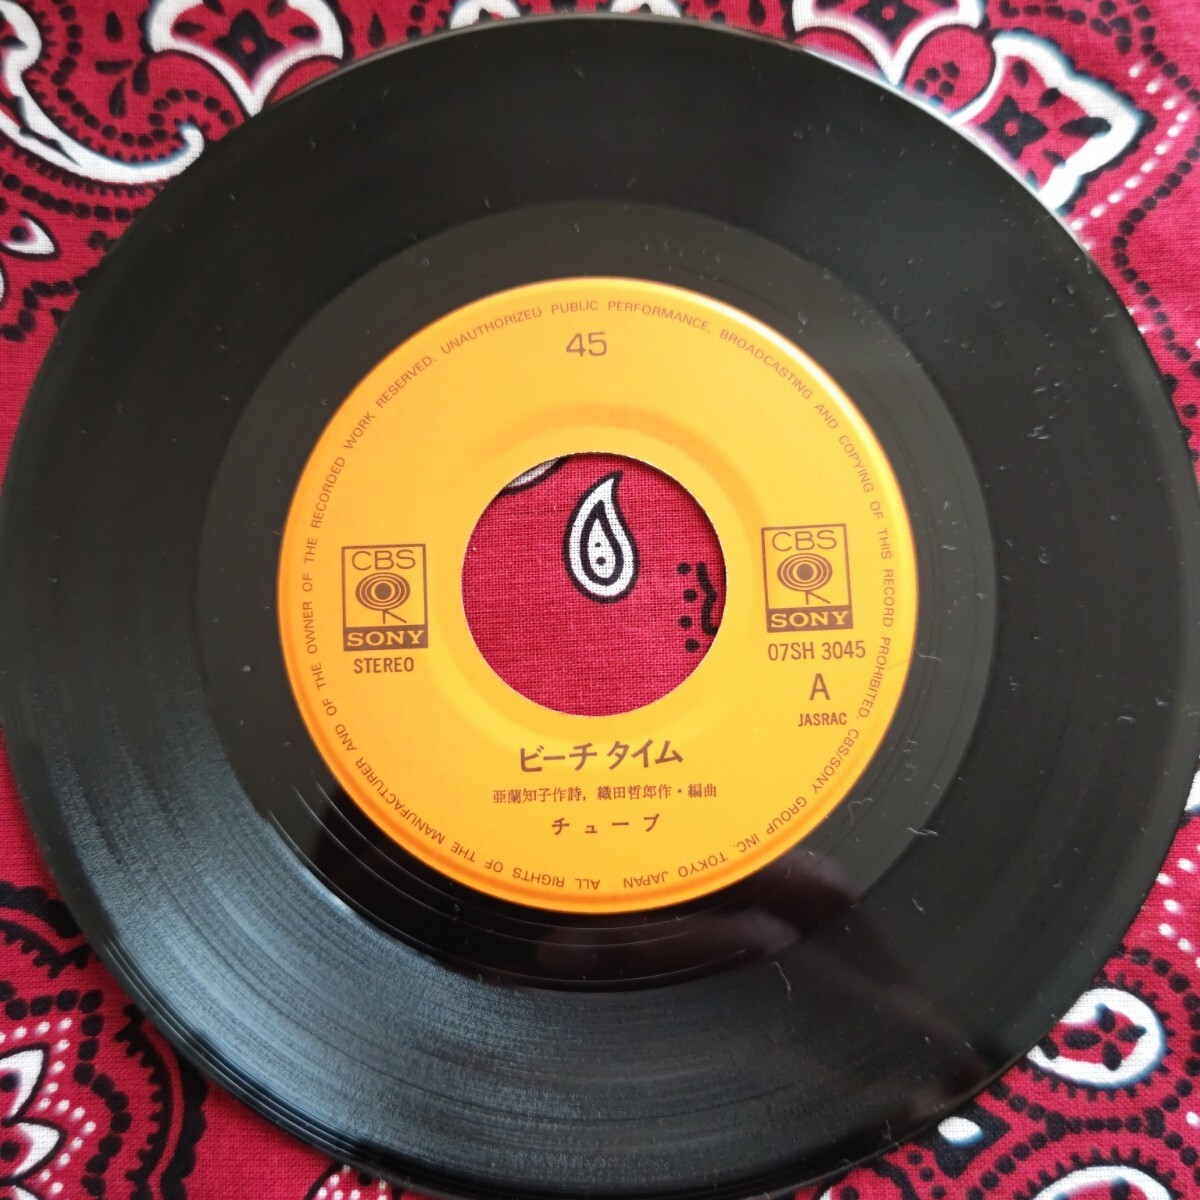 45
CBS
SONY
STEREO
CBS
SONY
07SH 3045
A
JASRAC
ビーチ タイム
亜蘭知子作詩, 織田哲郎作・編曲
チューブ
ALL RIGHTS OF THE MANUFACTURER AND OF THE OWNER OF THE RECORDED WORK RESERVED. UNAUTHORIZED PUBLIC PERFORMANCE, BROADCASTING AND COPYING OF THIS RECORD PROHIBITED. CBS/SONY GROUP INC. TOKYO JAPAN